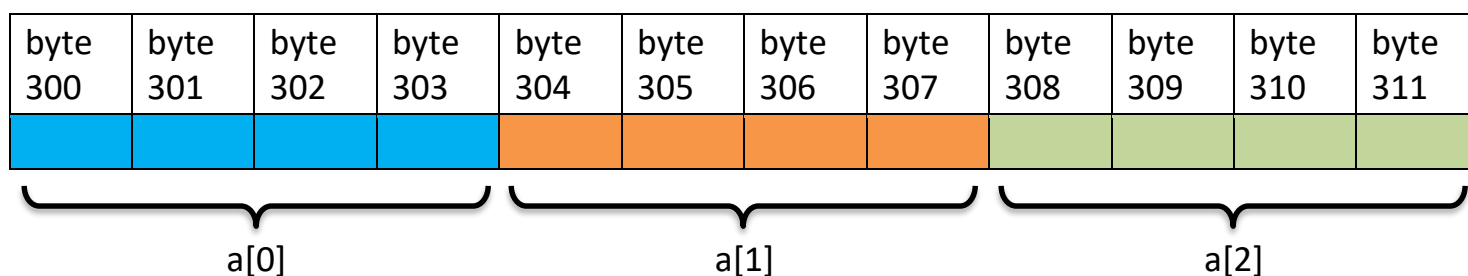 byte byte byte byte byte byte byte byte byte byte byte byte
300 301 302 303 304 305 306 307 308 309 310 311
a[0] a[1] a[2]